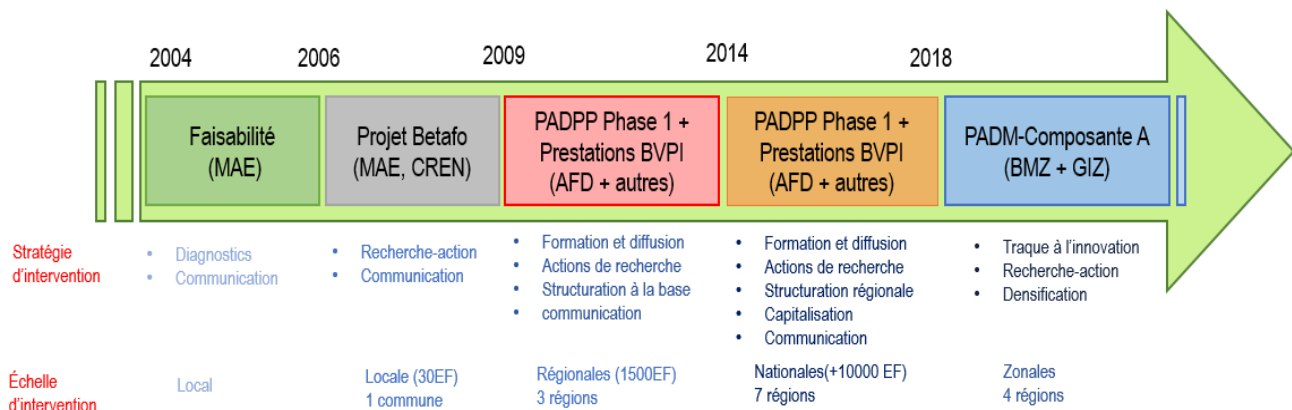 2004
2006
2009
2014
2018
Faisabilité
(MAE)
Projet Betafo
(MAE, CREN)
PADPP Phase 1 +
Prestations BVPI
(AFD + autres)
PADPP Phase 1 +
Prestations BVPI
(AFD + autres)
PADM-Composante A
(BMZ + GIZ)
Stratégie
d'intervention
• Diagnostics
• Communication
• Recherche-action
• Communication
• Formation et diffusion
• Actions de recherche
• Structuration à la base
• communication
• Formation et diffusion
• Actions de recherche
• Structuration régionale
• Capitalisation
• Communication
• Traque à l'innovation
• Recherche-action
• Densification
Échelle
d'intervention
Local
Locale (30EF)
1 commune
Régionales (1500EF)
3 régions
Nationales(+10000 EF)
7 régions
Zonales
4 régions